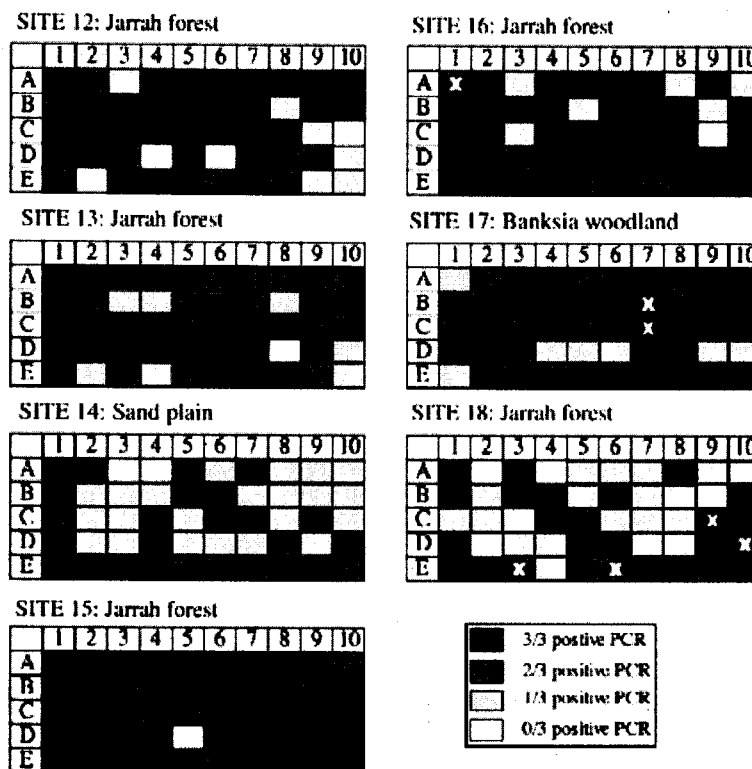 SITE 12: Jarrah forest
1 2 3 4 5 6 7 8 9 10
A
B
C
D
E
SITE 13: Jarrah forest
1 2 3 4 5 6 7 8 9 10
A
B
C
D
E
SITE 14: Sand plain
1 2 3 4 5 6 7 8 9 10
A
B
C
D
E
SITE 15: Jarrah forest
1 2 3 4 5 6 7 8 9 10
A
B
C
D
E
SITE 16: Jarrah forest
1 2 3 4 5 6 7 8 9 10
A x
B
C
D
E
SITE 17: Banksia woodland
1 2 3 4 5 6 7 8 9 10
A
B x
C x
D
E
SITE 18: Jarrah forest
1 2 3 4 5 6 7 8 9 10
A
B
C x
D x
E x x
3/3 postive PCR
2/3 positive PCR
1/3 positive PCR
0/3 positive PCR